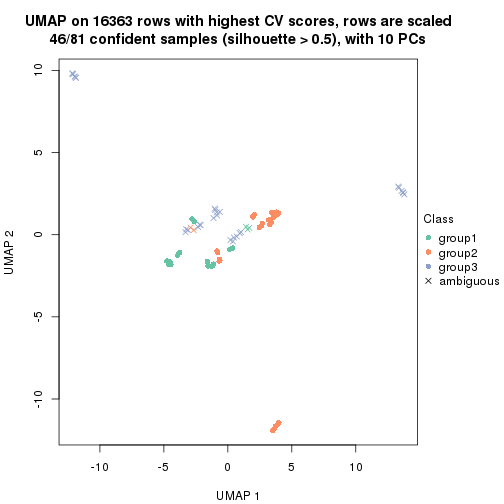 UMAP on 16363 rows with highest CV scores, rows are scaled
46/81 confident samples (silhouette > 0.5), with 10 PCs
10
5
0
-5
-10
UMAP 2
-10
-5
0
5
10
UMAP 1
Class
group1
group2
group3
ambiguous